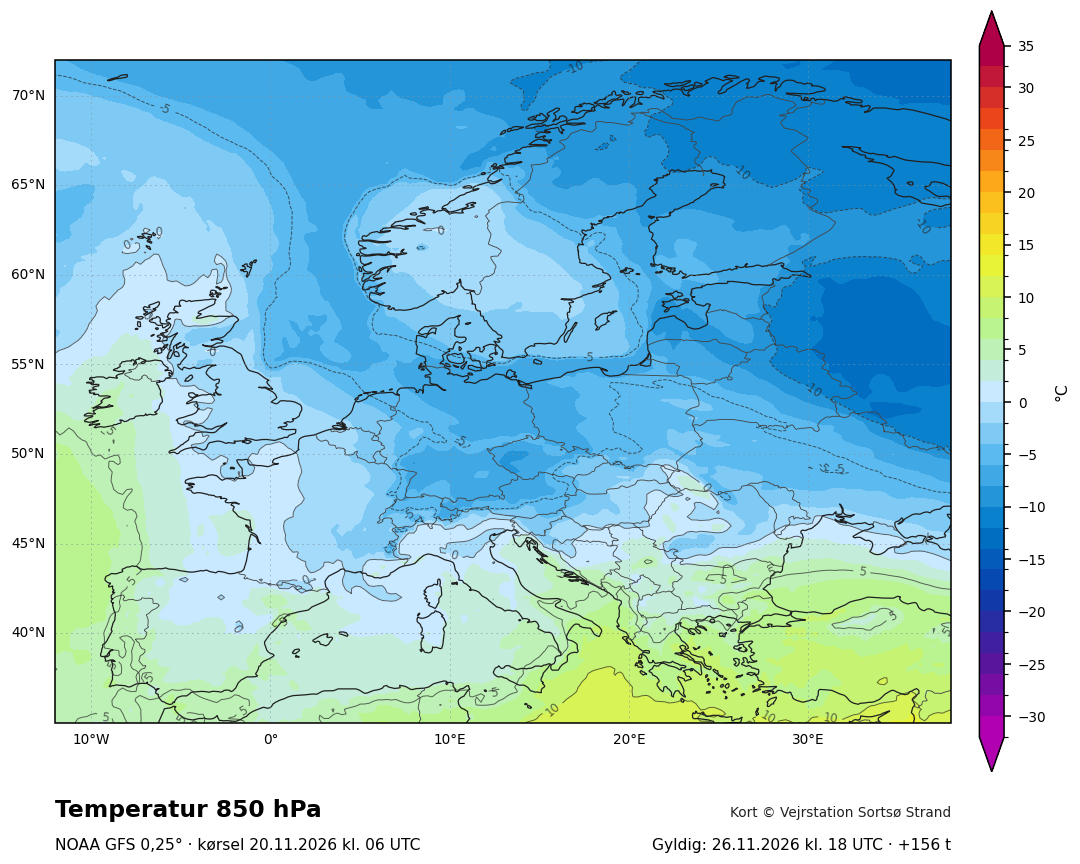 70°N
65°N
60°N
55°N
50°N
45°N
40°N
10°W
0°
10°E
20°E
30°E
35
30
25
20
15
10
5
0
−5
−10
−15
−20
−25
−30
°C
Temperatur 850 hPa
Kort © Vejrstation Sortsø Strand
NOAA GFS 0,25° · kørsel 20.11.2026 kl. 06 UTC
Gyldig: 26.11.2026 kl. 18 UTC · +156 t